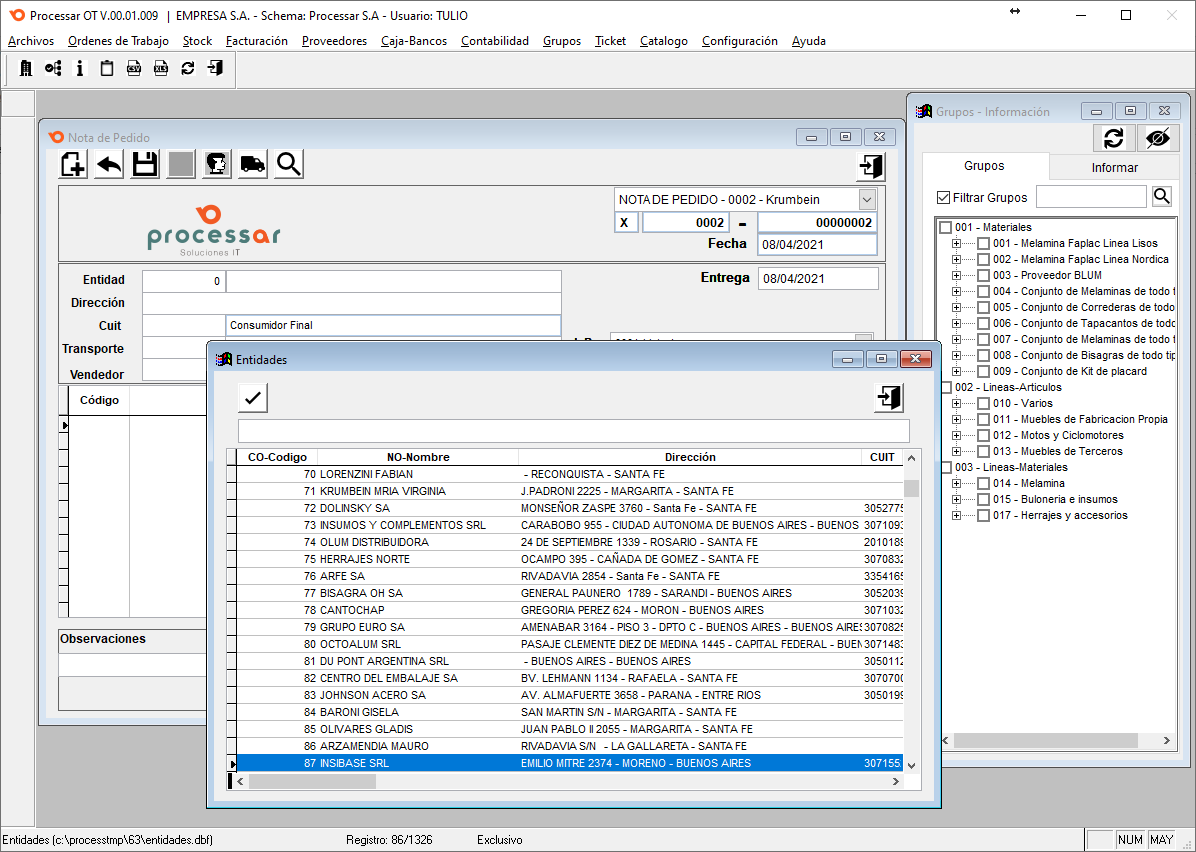 Processar OT V.00.01.009 | EMPRESA S.A. - Schema: Processar S.A - Usuario: TULIO
Archivos Ordenes de Trabajo Stock Facturación Proveedores Caja-Bancos Contabilidad Grupos Ticket Catalogo Configuración Ayuda
CSV XLS
Nota de Pedido
processar
Soluciones IT
NOTA DE PEDIDO - 0002 - Krumbein
X 0002 - 00000002
Fecha 08/04/2021
Entidad 0
Entrega 08/04/2021
Dirección
Cuit Consumidor Final
Transporte
Vendedor
Código
Observaciones
Entidades
CO-Codigo NO-Nombre Dirección CUIT
70 LORENZINI FABIAN - RECONQUISTA - SANTA FE
71 KRUMBEIN MRIA VIRGINIA J.PADRONI 2225 - MARGARITA - SANTA FE
72 DOLINSKY SA MONSEÑOR ZASPE 3760 - Santa Fe - SANTA FE 3052775
73 INSUMOS Y COMPLEMENTOS SRL CARABOBO 955 - CIUDAD AUTONOMA DE BUENOS AIRES - BUENOS 3071093
74 OLUM DISTRIBUIDORA 24 DE SEPTIEMBRE 1339 - ROSARIO - SANTA FE 2010189
75 HERRAJES NORTE OCAMPO 395 - CAÑADA DE GOMEZ - SANTA FE 3070832
76 ARFE SA RIVADAVIA 2854 - Santa Fe - SANTA FE 3354165
77 BISAGRA OH SA GENERAL PAUNERO 1789 - SARANDI - BUENOS AIRES 3052039
78 CANTOCHAP GREGORIA PEREZ 624 - MORON - BUENOS AIRES 3071032
79 GRUPO EURO SA AMENABAR 3164 - PISO 3 - DPTO C - BUENOS AIRES - BUENOS AIRES 3070825
80 OCTOALUM SRL PASAJE CLEMENTE DIEZ DE MEDINA 1445 - CAPITAL FEDERAL - BUEN 3071483
81 DU PONT ARGENTINA SRL - BUENOS AIRES - BUENOS AIRES 3050112
82 CENTRO DEL EMBALAJE SA BV. LEHMANN 1134 - RAFAELA - SANTA FE 3070700
83 JOHNSON ACERO SA AV. ALMAFUERTE 3658 - PARANA - ENTRE RIOS 3050199
84 BARONI GISELA SAN MARTIN S/N - MARGARITA - SANTA FE
85 OLIVARES GLADIS JUAN PABLO II 2055 - MARGARITA - SANTA FE
86 ARZAMENDIA MAURO RIVADAVIA S/N - LA GALLARETA - SANTA FE
87 INSIBASE SRL EMILIO MITRE 2374 - MORENO - BUENOS AIRES 307155
Grupos - Información
Grupos Informar
Filtrar Grupos
001 - Materiales
001 - Melamina Faplac Linea Lisos
002 - Melamina Faplac Linea Nordica
003 - Proveedor BLUM
004 - Conjunto de Melaminas de todo
005 - Conjunto de Correderas de todo
006 - Conjunto de Tapacantos de todo
007 - Conjunto de Melaminas de todo
008 - Conjunto de Bisagras de todo tip
009 - Conjunto de Kit de placard
002 - Lineas-Articulos
010 - Varios
011 - Muebles de Fabricacion Propia
012 - Motos y Ciclomotores
013 - Muebles de Terceros
003 - Lineas-Materiales
014 - Melamina
015 - Buloneria e insumos
017 - Herrajes y accesorios
Entidades (c:\processtmp\63\entidades.dbf) Registro: 86/1326 Exclusivo NUM MAY